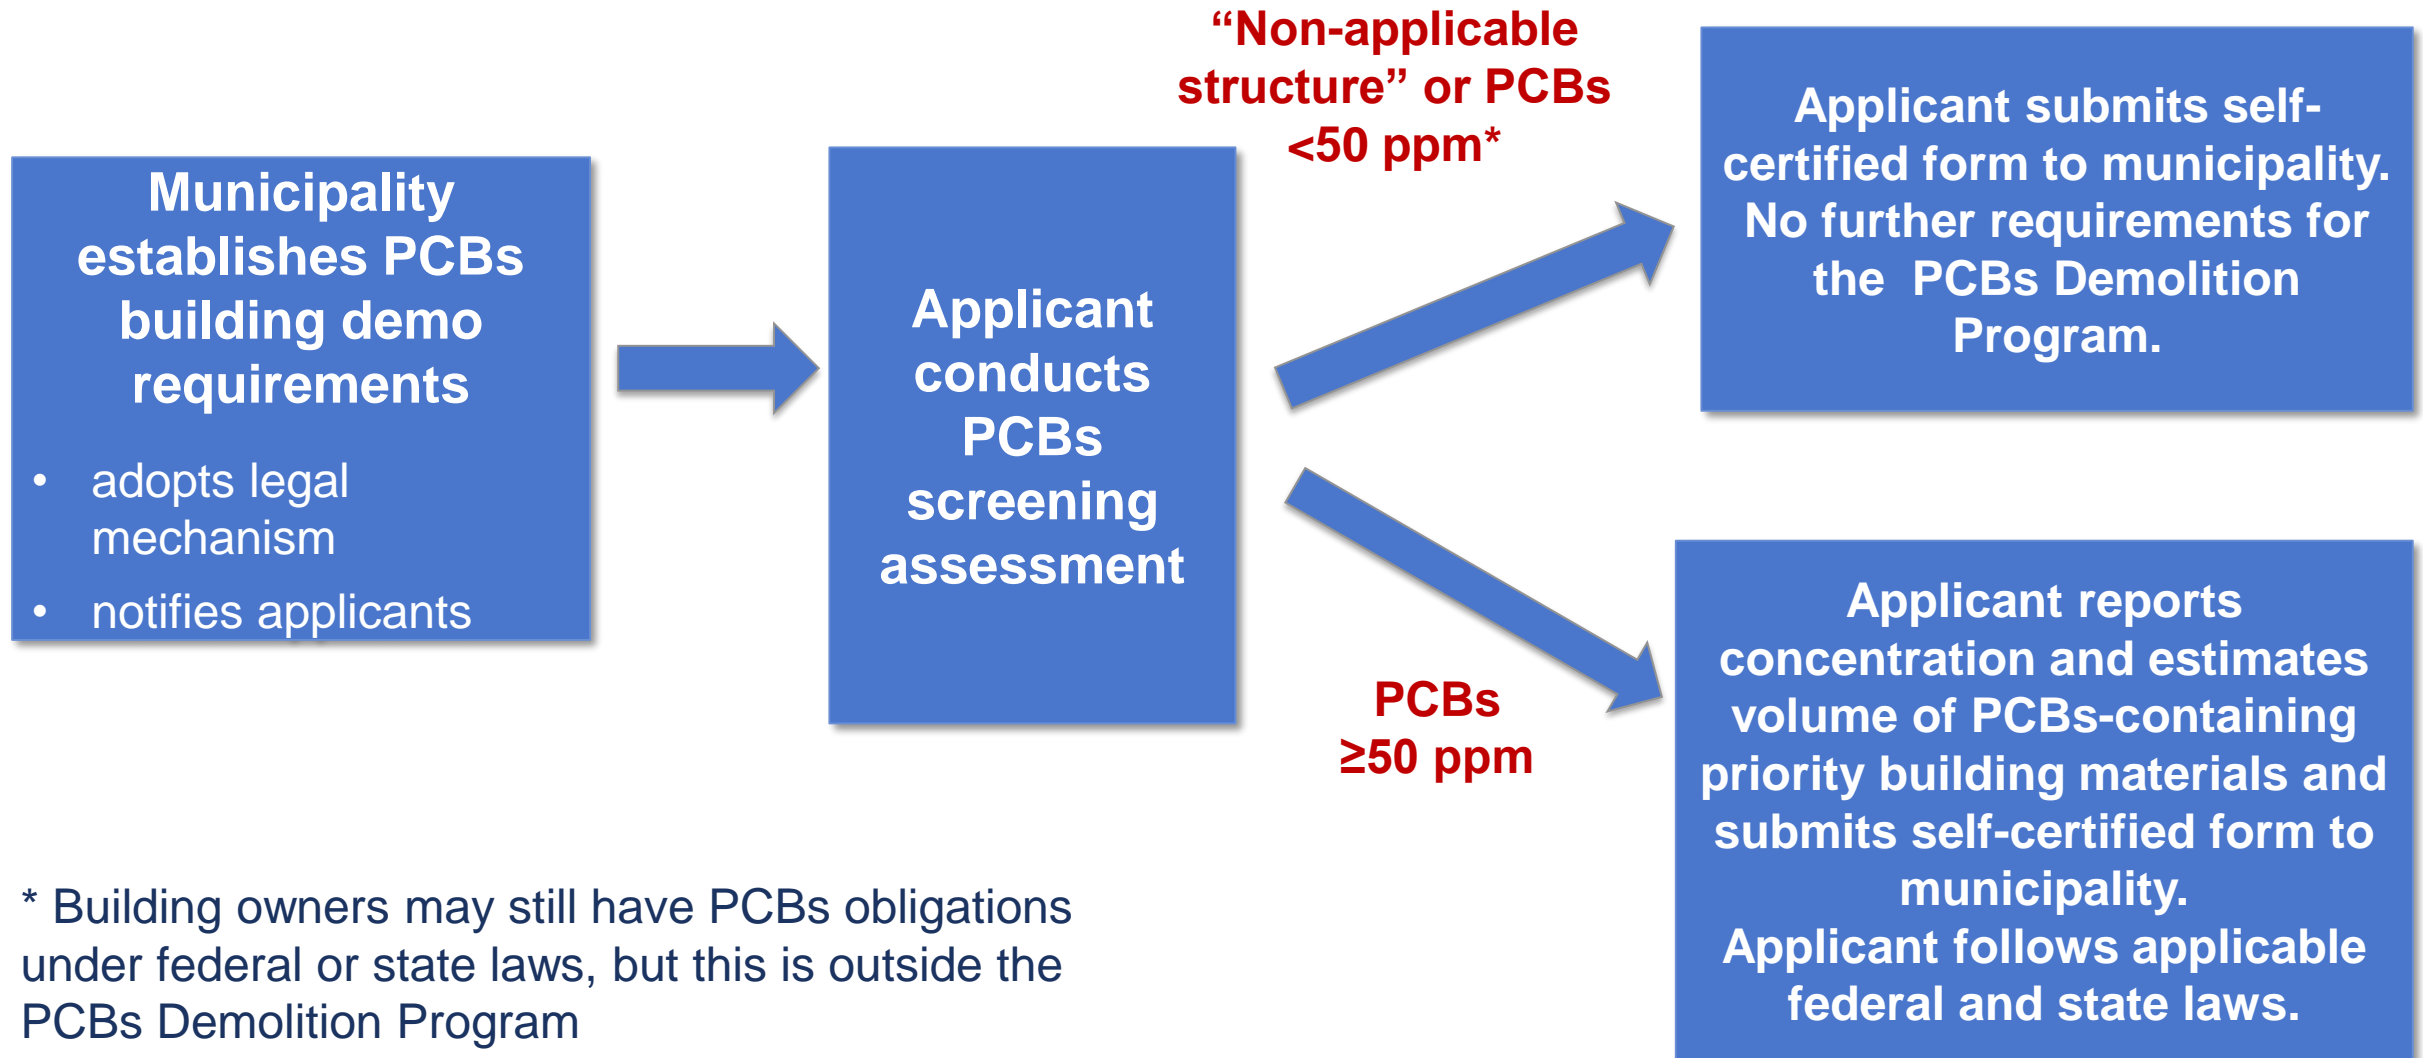 Municipality
establishes PCBs
building demo
requirements
• adopts legal
mechanism
• notifies applicants
Applicant
conducts
PCBs
screening
assessment
“Non-applicable
structure” or PCBs
<50 ppm*
Applicant submits self-
certified form to municipality.
No further requirements for
the PCBs Demolition
Program.
PCBs
≥50 ppm
Applicant reports
concentration and estimates
volume of PCBs-containing
priority building materials and
submits self-certified form to
municipality.
Applicant follows applicable
federal and state laws.
* Building owners may still have PCBs obligations
under federal or state laws, but this is outside the
PCBs Demolition Program